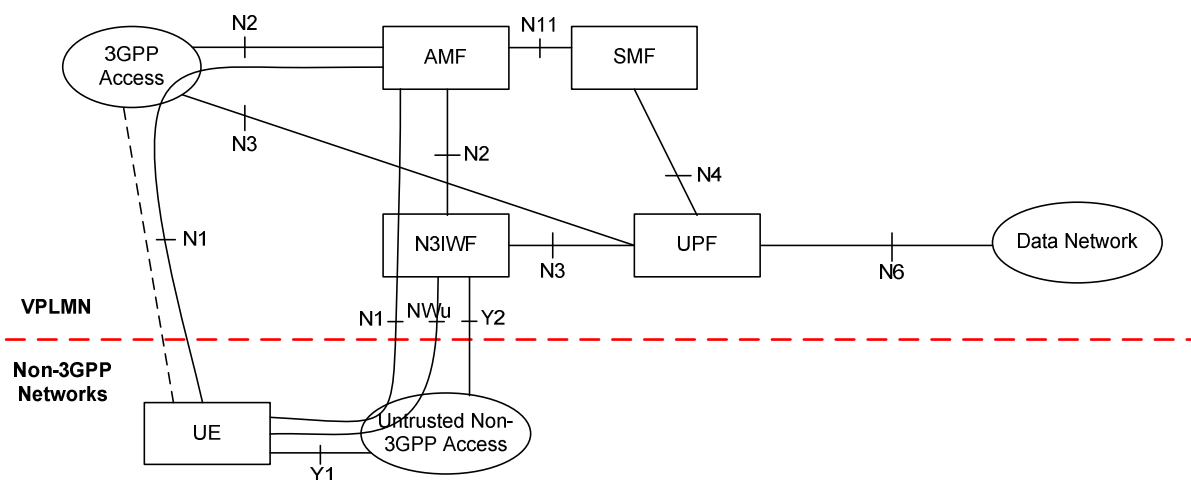 N2
N11
3GPP
Access
AMF
SMF
N3
N2
N4
N1
N3IWF
UPF
Data Network
N3
N6
VPLMN
N1
NWu
Y2
Non-3GPP
Networks
UE
Untrusted Non-
3GPP Access
Y1